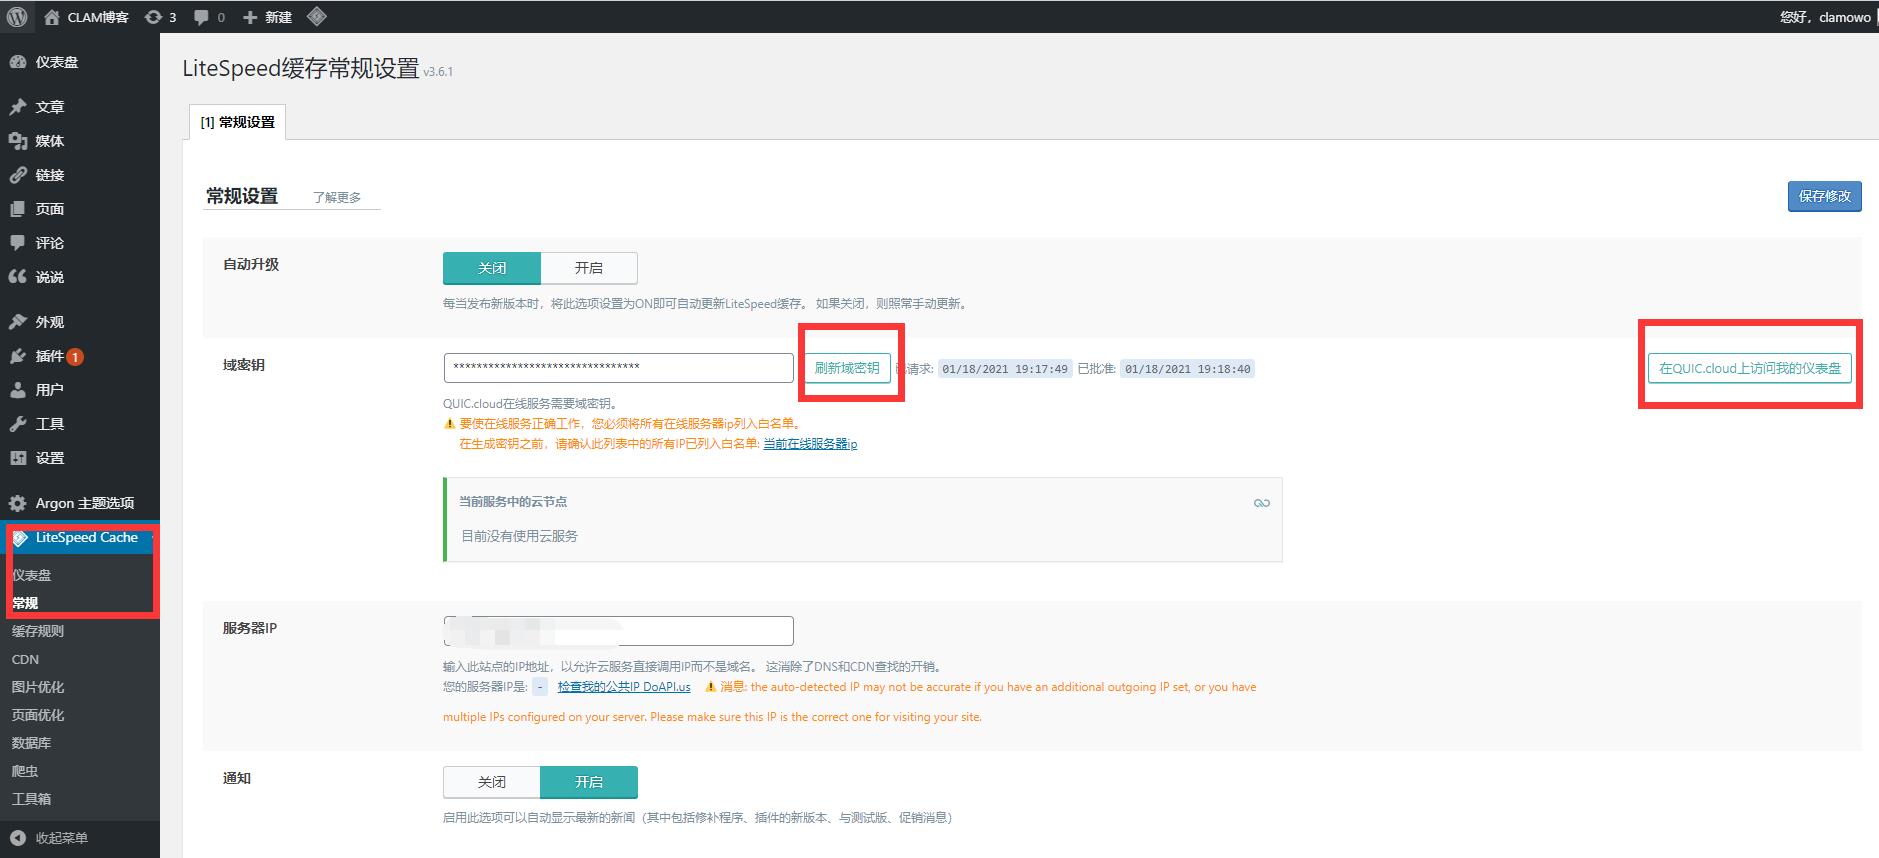 CLAM博客 3 0 新建 您好，clamowo
仪表盘
文章
媒体
链接
页面
评论
说说
外观
插件 1
用户
工具
设置
Argon 主题选项
LiteSpeed Cache
仪表盘
常规
缓存规则
CDN
图片优化
页面优化
数据库
爬虫
工具箱
收起菜单
LiteSpeed缓存常规设置 v3.6.1
[1] 常规设置
常规设置 了解更多 保存修改
自动升级 关闭 开启
每当发布新版本时，将此选项设置为ON即可自动更新LiteSpeed缓存。 如果关闭，则照常手动更新。
域密钥 ******************************** 刷新域密钥 已请求: 01/18/2021 19:17:49 已批准: 01/18/2021 19:18:40 在QUIC.cloud上访问我的仪表盘
QUIC.cloud在线服务需要域密钥。
要使在线服务正确工作，您必须将所有在线服务器ip列入白名单。
在生成密钥之前，请确认此列表中的所有IP已列入白名单: 当前在线服务器ip
当前服务中的云节点
目前没有使用云服务
服务器IP
输入此站点的IP地址，以允许云服务直接调用IP而不是域名。 这消除了DNS和CDN查找的开销。
您的服务器IP是: - 检查我的公共IP DoAPI.us 消息: the auto-detected IP may not be accurate if you have an additional outgoing IP set, or you have
multiple IPs configured on your server. Please make sure this IP is the correct one for visiting your site.
通知 关闭 开启
启用此选项可以自动显示最新的新闻（其中包括修补程序、插件的新版本、与测试版、促销消息）